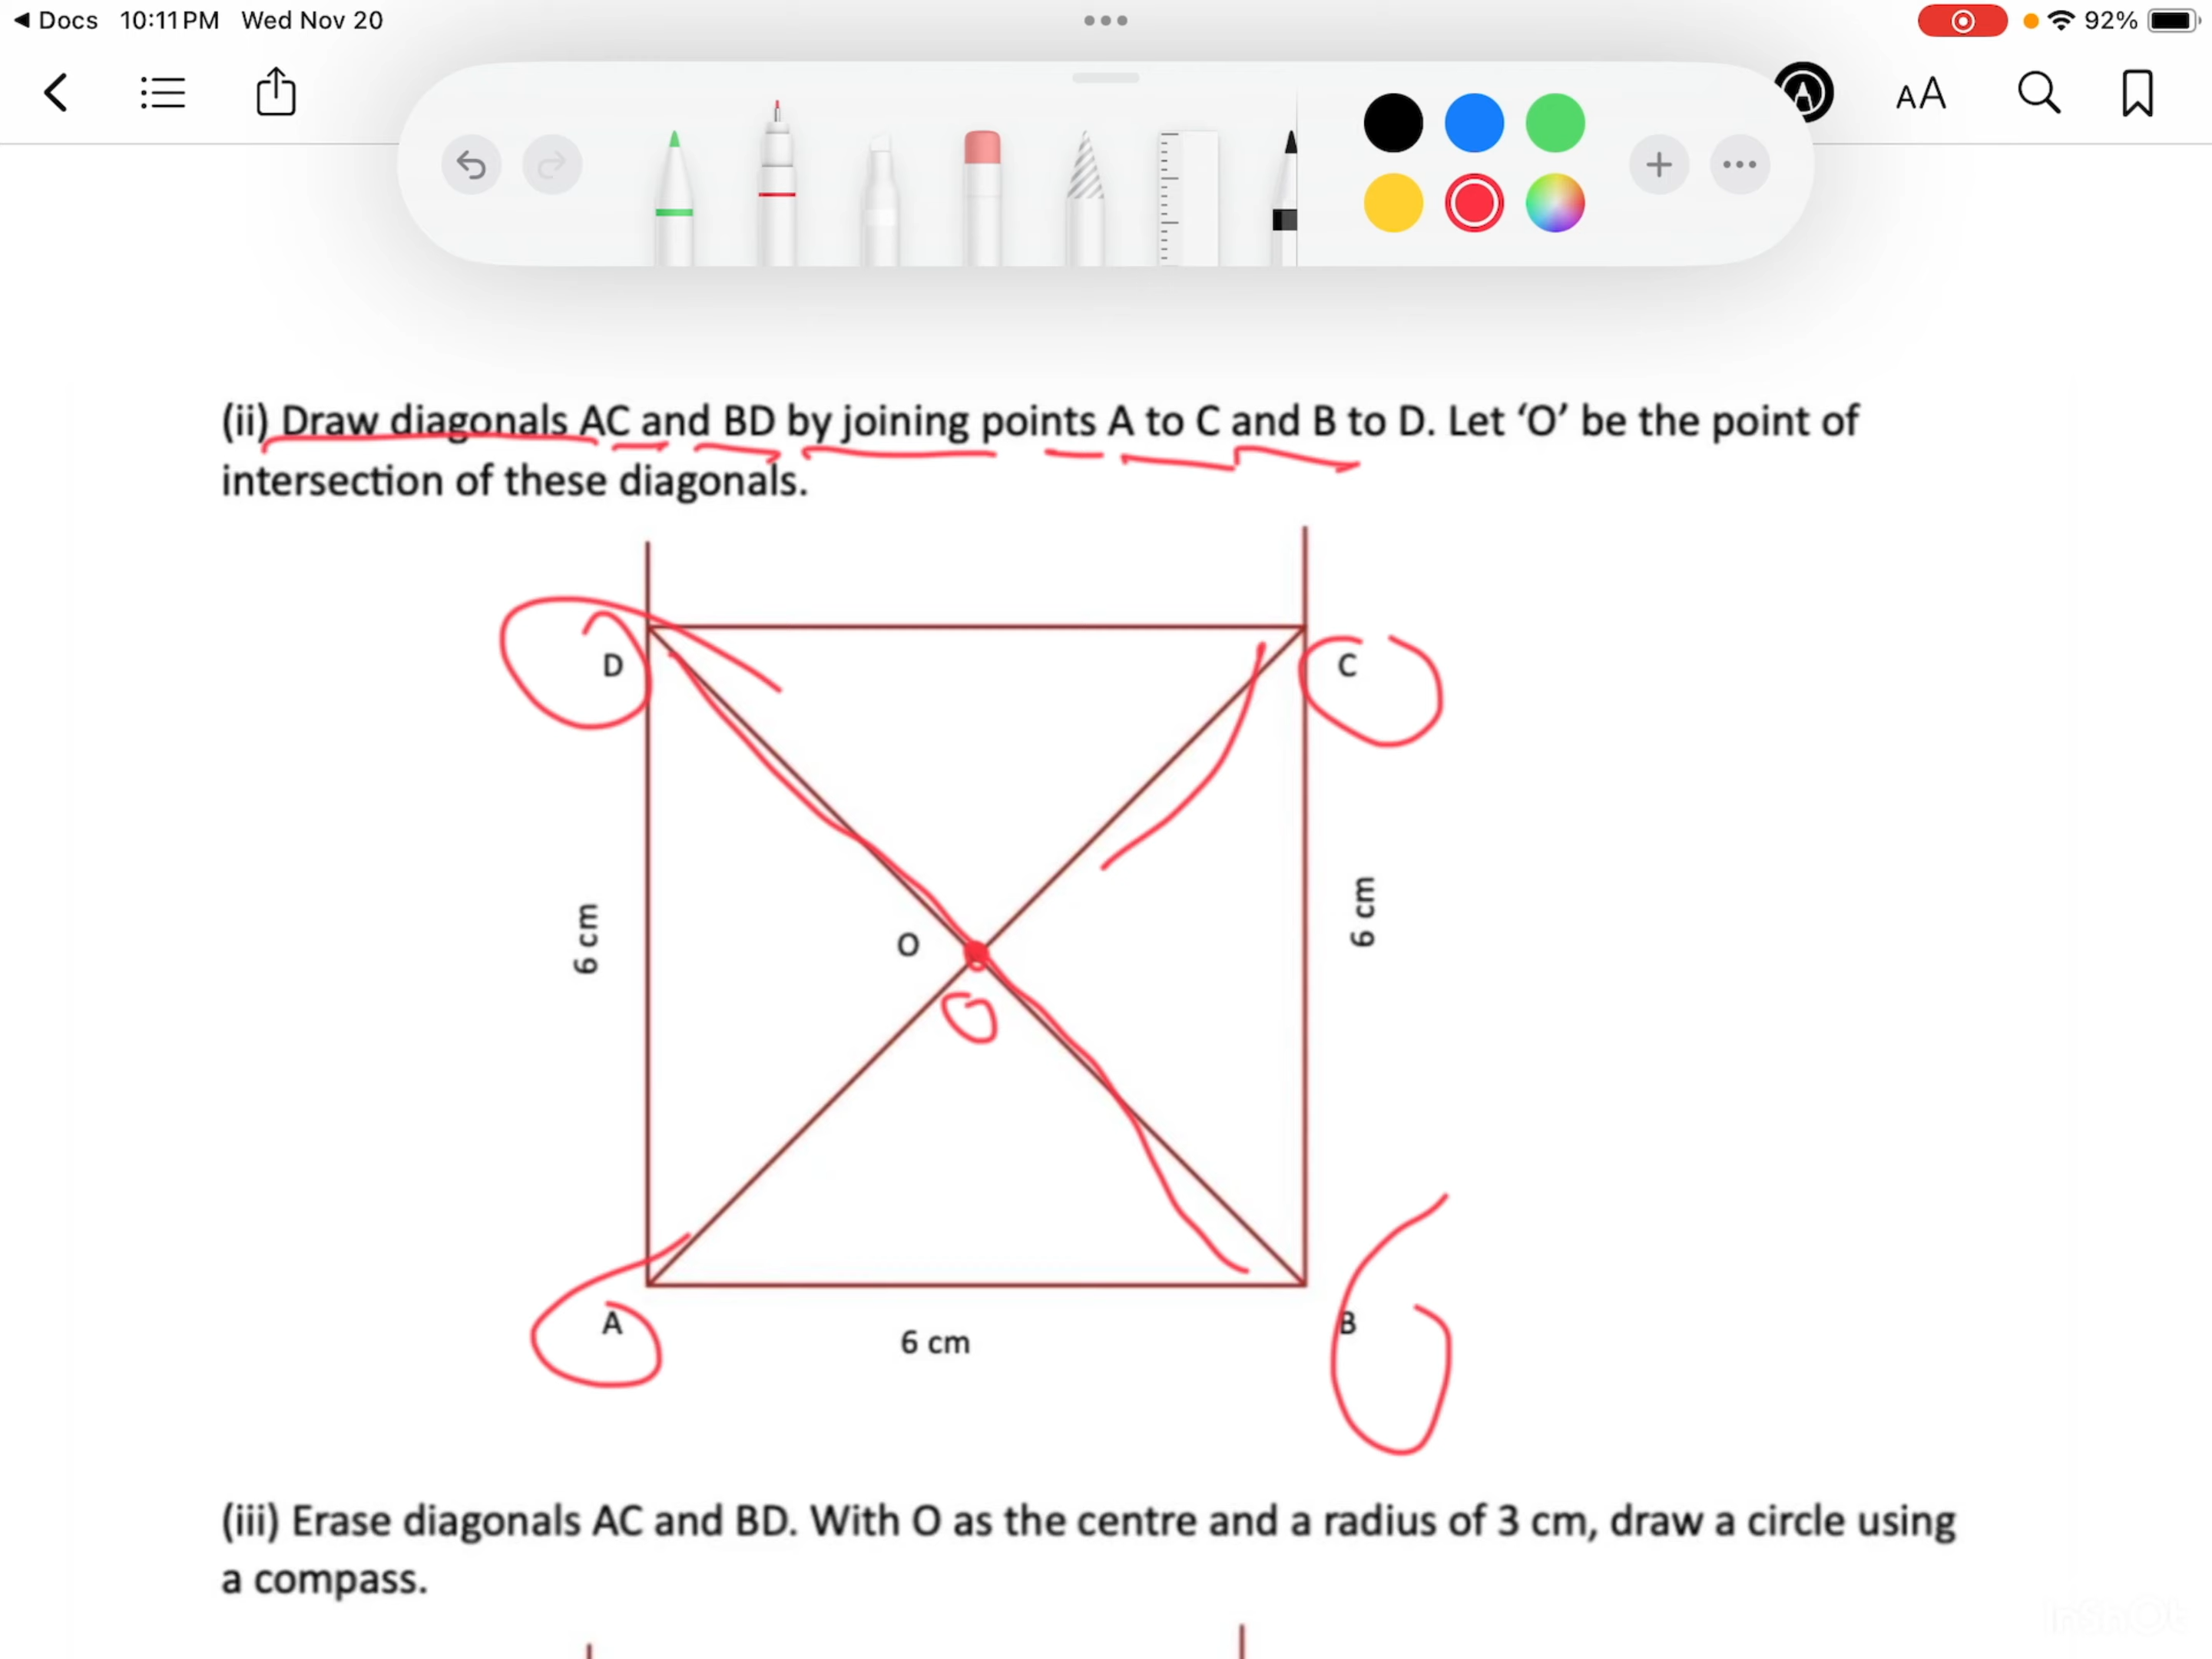 ◀ Docs 10:11 PM Wed Nov 20
92%
AA
(ii) Draw diagonals AC and BD by joining points A to C and B to D. Let ‘O’ be the point of
intersection of these diagonals.
D
C
6 cm
O
6 cm
O
A
B
6 cm
(iii) Erase diagonals AC and BD. With O as the centre and a radius of 3 cm, draw a circle using
a compass.
InShOt